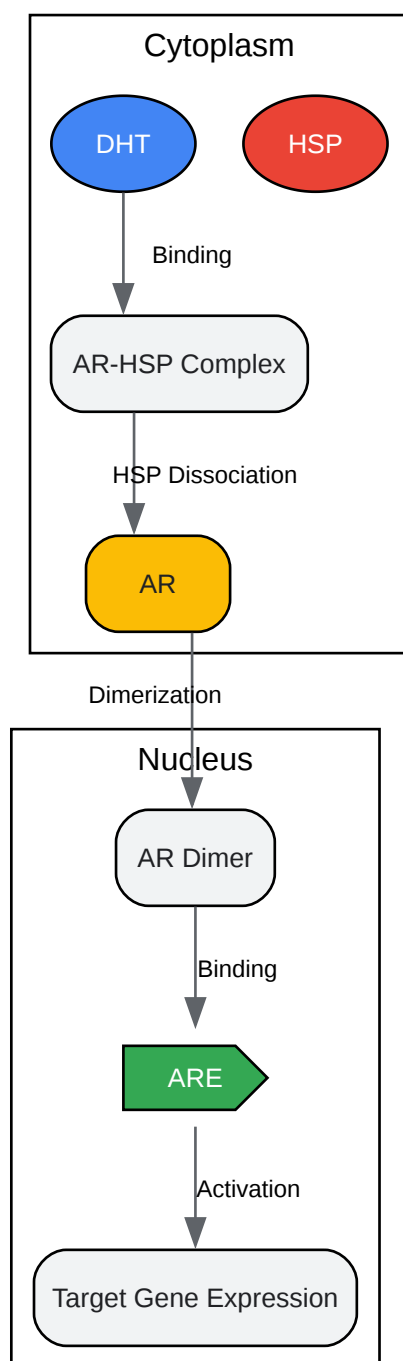 Cytoplasm
DHT
HSP
Binding
AR-HSP Complex
HSP Dissociation
AR
Dimerization
Nucleus
AR Dimer
Binding
ARE
Activation
Target Gene Expression